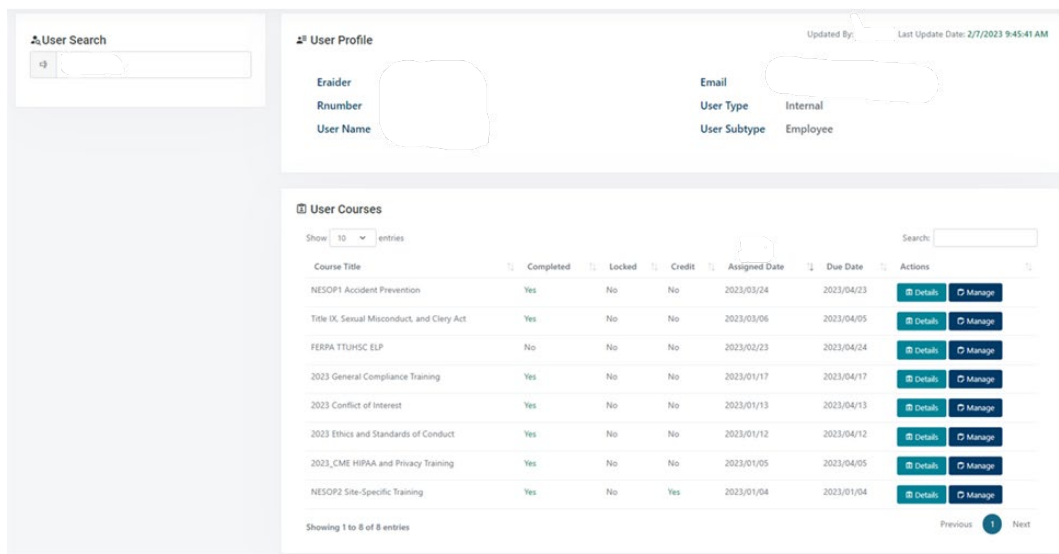 User Search
User Profile
Updated By: Last Update Date: 2/7/2023 9:45:41 AM
Eraider
Email
Rnumber
User Type Internal
User Name
User Subtype Employee
User Courses
Show 10 entries
Search:
Course Title Completed Locked Credit Assigned Date Due Date Actions
NESOP1 Accident Prevention Yes No No 2023/03/24 2023/04/23 Details Manage
Title IX, Sexual Misconduct, and Clery Act Yes No No 2023/03/06 2023/04/05 Details Manage
FERPA TTUHSC ELP No No No 2023/02/23 2023/04/24 Details Manage
2023 General Compliance Training Yes No No 2023/01/17 2023/04/17 Details Manage
2023 Conflict of Interest Yes No No 2023/01/13 2023/04/13 Details Manage
2023 Ethics and Standards of Conduct Yes No No 2023/01/12 2023/04/12 Details Manage
2023_CME HIPAA and Privacy Training Yes No No 2023/01/05 2023/04/05 Details Manage
NESOP2 Site-Specific Training Yes No Yes 2023/01/04 2023/01/04 Details Manage
Showing 1 to 8 of 8 entries
Previous 1 Next